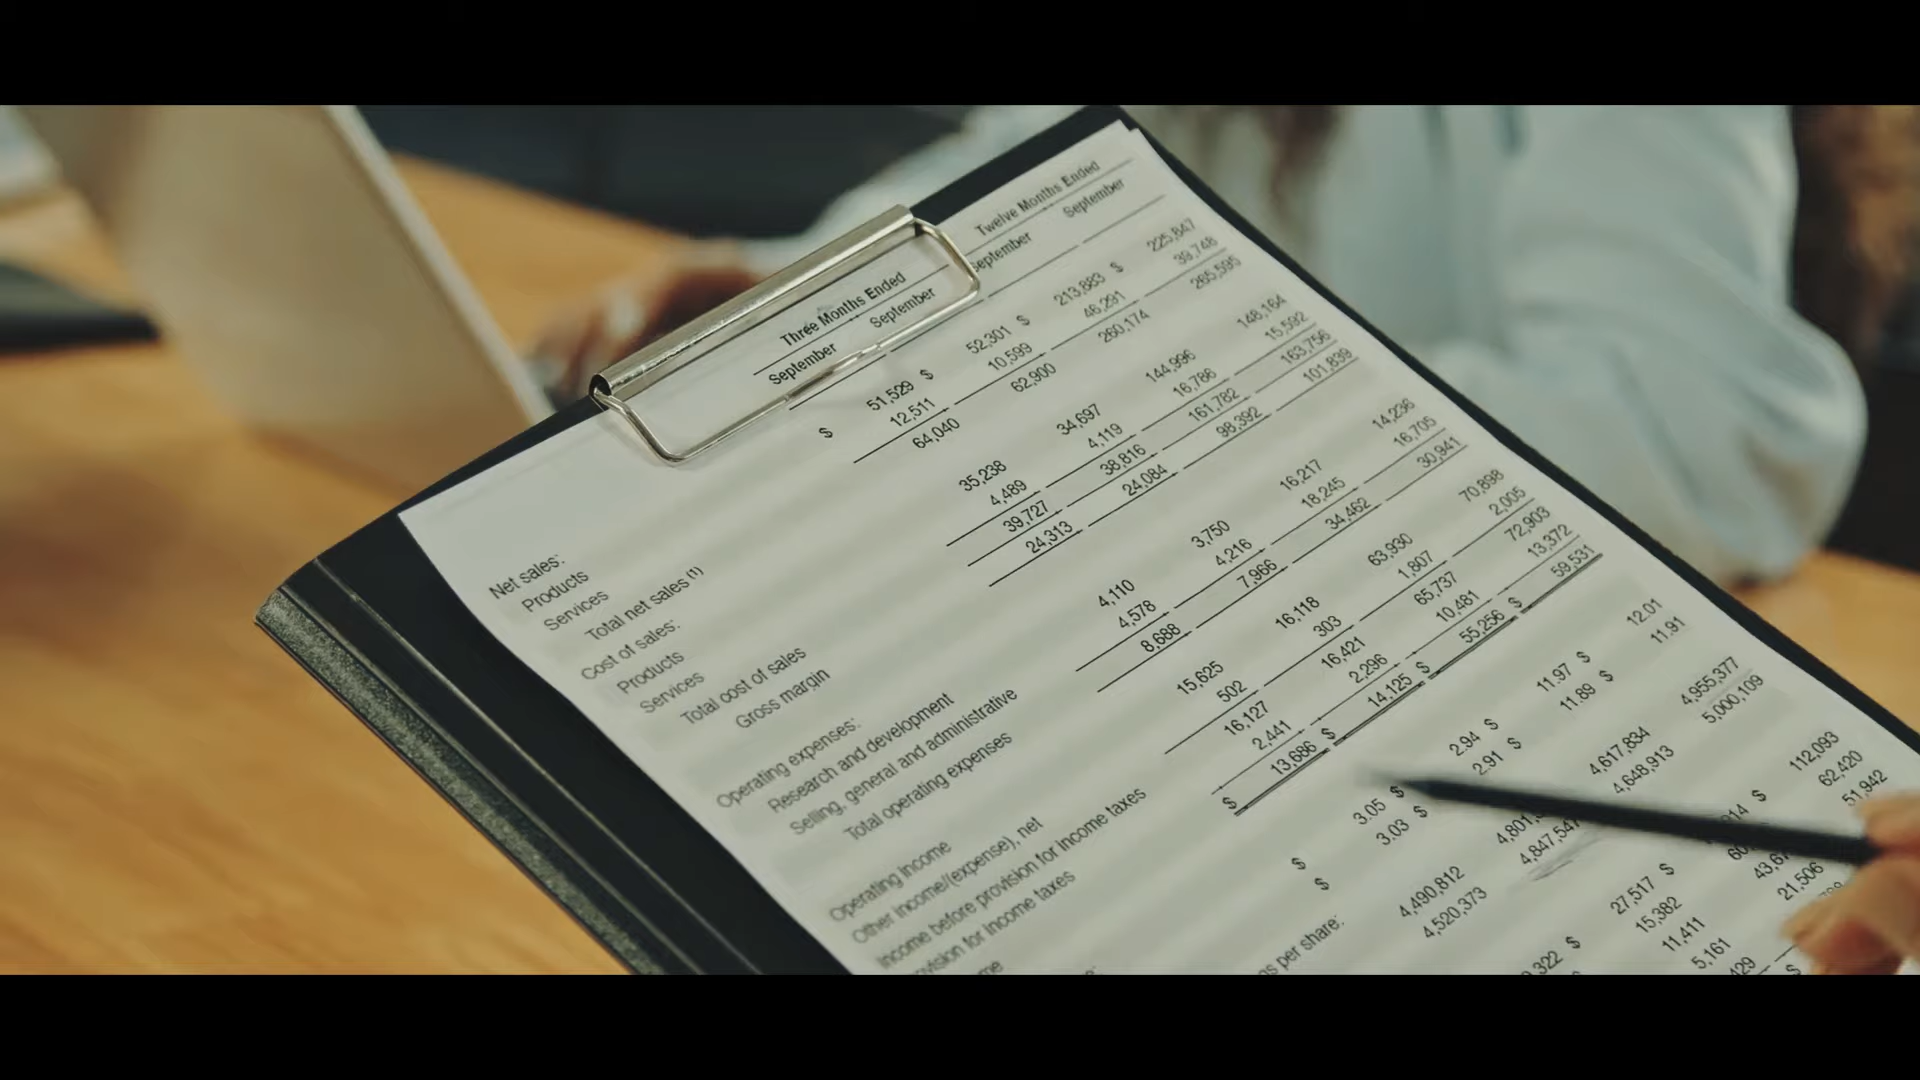 Three Months Ended Twelve Months Ended
September September September September
Net sales:
Products $ 51,529 $ 52,301 $ 213,883 $ 225,847
Services 12,511 10,599 46,291 39,748
Total net sales (1) 64,040 62,900 260,174 265,595
Cost of sales:
Products 35,238 34,697 144,996 148,164
Services 4,489 4,119 16,786 15,592
Total cost of sales 39,727 38,816 161,782 163,756
Gross margin 24,313 24,084 98,392 101,839
Operating expenses:
Research and development 4,110 3,750 16,217 14,236
Selling, general and administrative 4,578 4,216 18,245 16,705
Total operating expenses 8,688 7,966 34,462 30,941
Operating income 15,625 16,118 63,930 70,898
Other income/(expense), net 502 303 1,807 2,005
Income before provision for income taxes 16,127 16,421 65,737 72,903
for income taxes 2,441 2,296 10,481 13,372
$ 13,686 $ 14,125 $ 55,256 $ 59,531
per share:
$ 3.05 $ 2.94 $ 11.97 $ 12.01
$ 3.03 $ 2.91 $ 11.89 $ 11.91
4,490,812 4,617,834 4,955,377
4,520,373 4,847,547 4,648,913 5,000,109
$ 27,517 $ 112,093
15,382 62,420
11,411 51,942
5,161 21,506